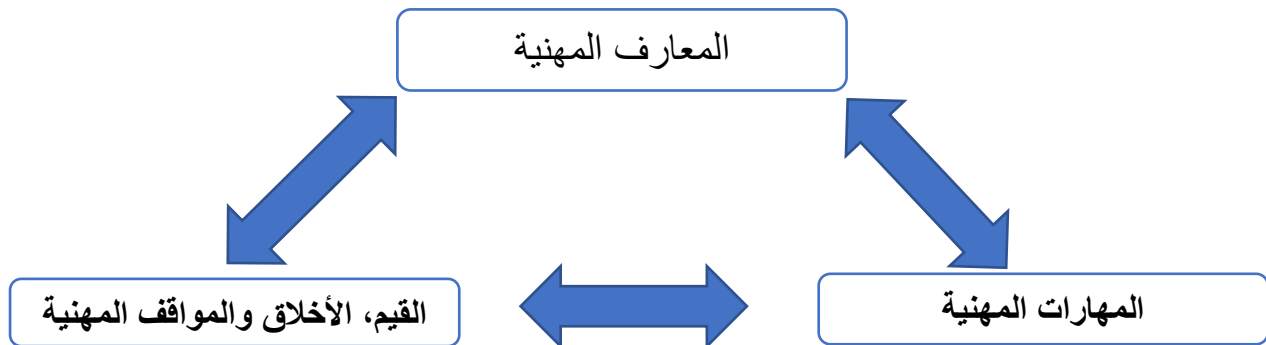 المعارف المهنية
المهارات المهنية
القيم، الأخلاق والمواقف المهنية